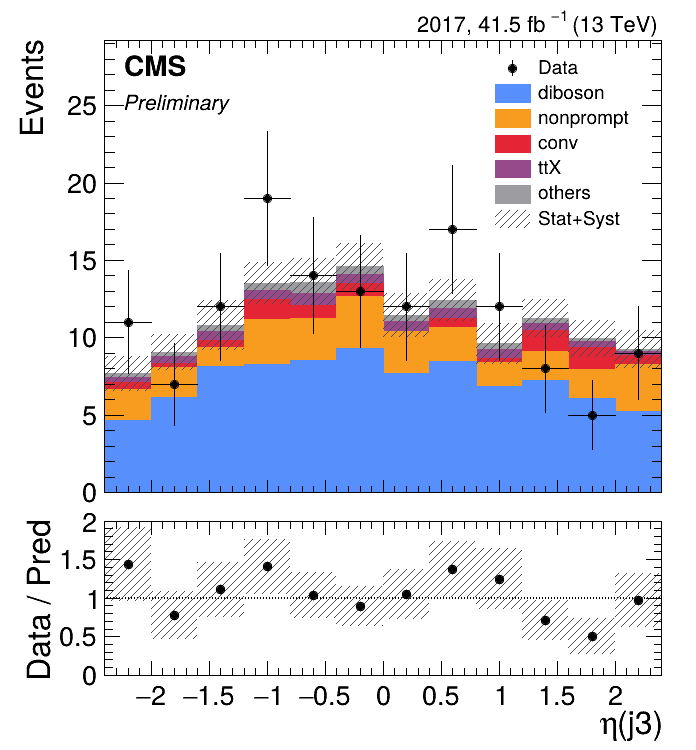 2017, 41.5 fb⁻¹ (13 TeV)
CMS
Preliminary
Data
diboson
nonprompt
conv
ttX
others
Stat+Syst
Events
25
20
15
10
5
0
Data / Pred
2
1.5
1
0.5
0
−2 −1.5 −1 −0.5 0 0.5 1 1.5 2
η(j3)